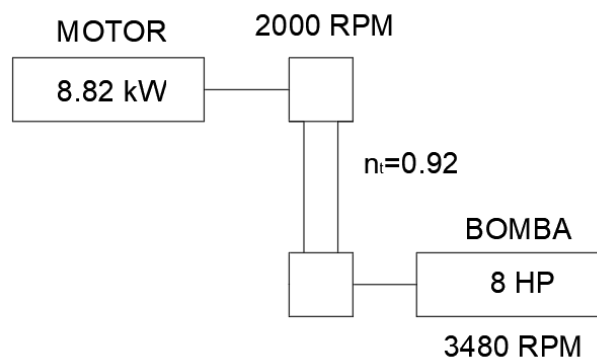 MOTOR
2000 RPM
8.82 kW
nₜ=0.92
BOMBA
8 HP
3480 RPM